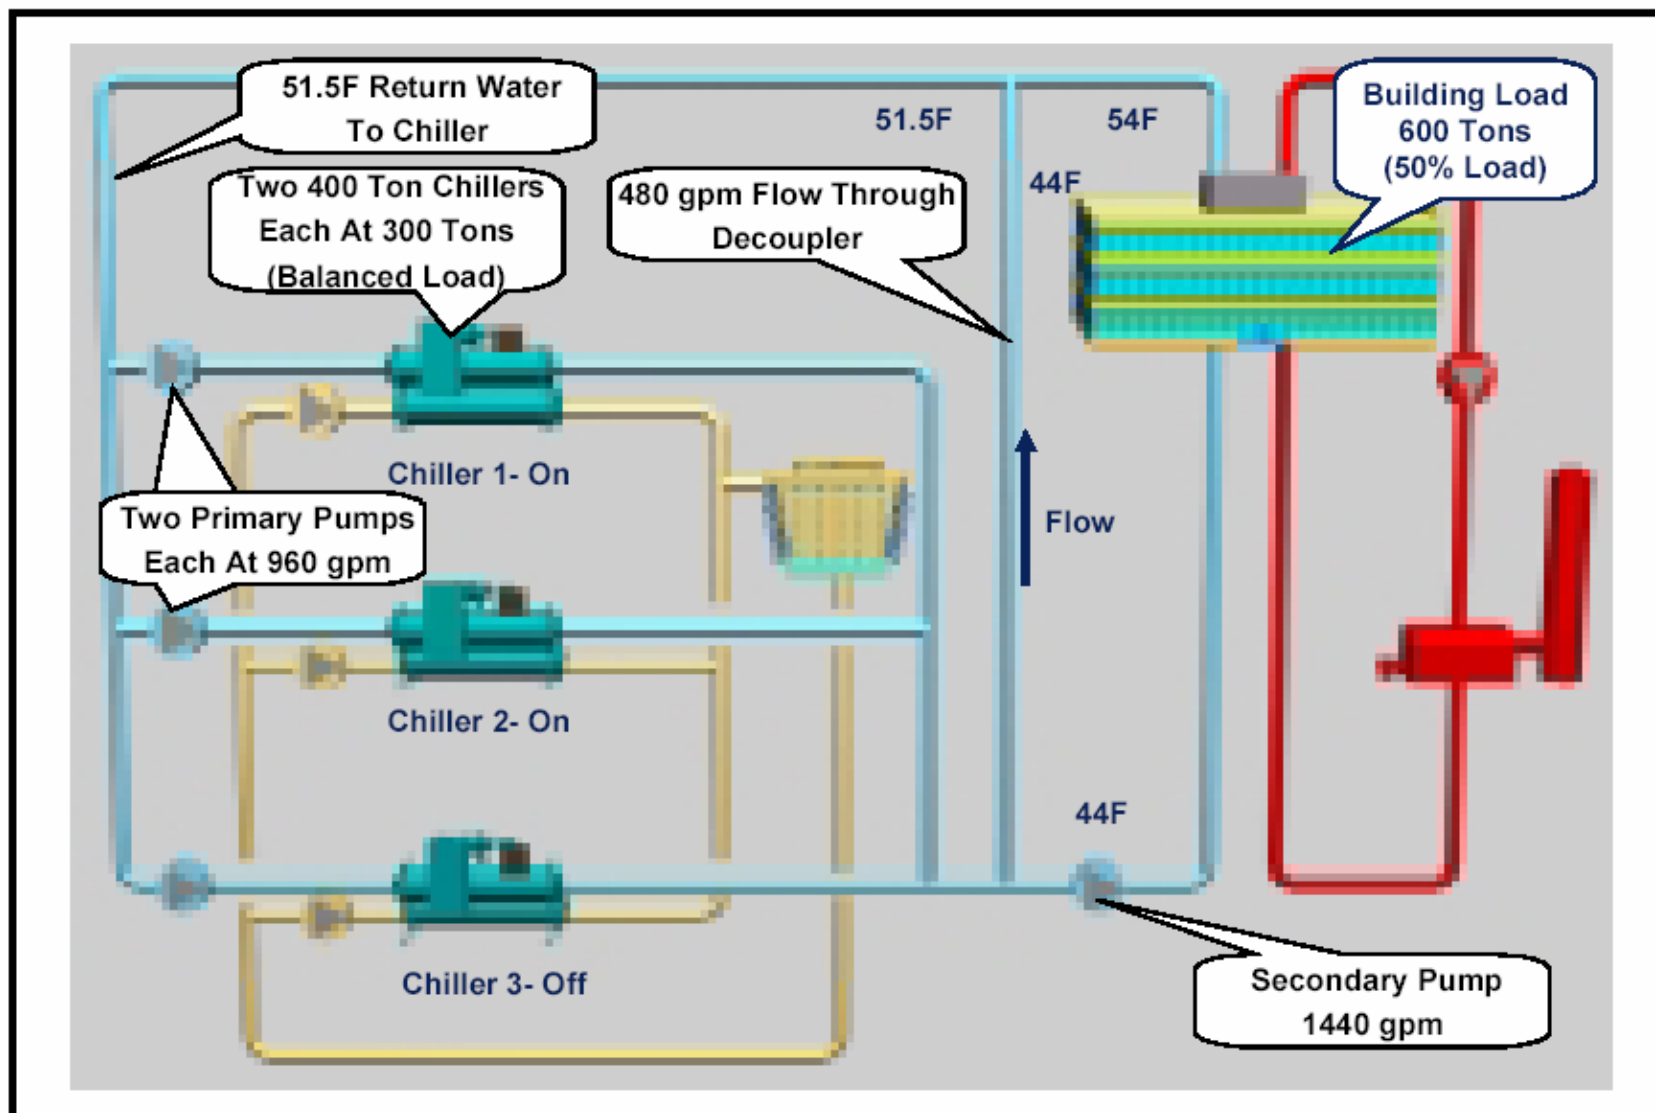 51.5F Return Water
To Chiller
51.5F
54F
Building Load
600 Tons
(50% Load)
Two 400 Ton Chillers
Each At 300 Tons
(Balanced Load)
480 gpm Flow Through
Decoupler
44F
Chiller 1- On
Two Primary Pumps
Each At 960 gpm
Flow
Chiller 2- On
44F
Chiller 3- Off
Secondary Pump
1440 gpm